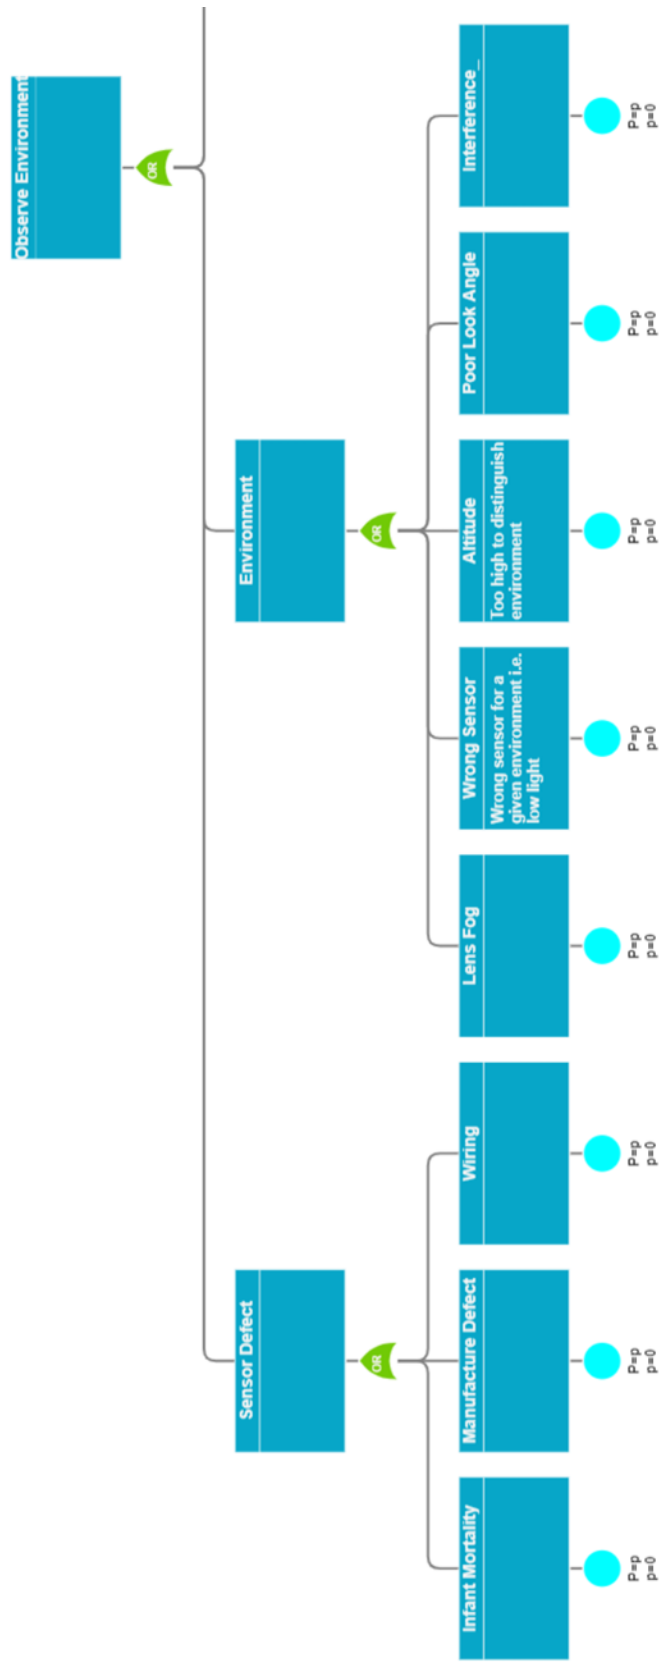 Observe Environment
OR
Sensor Defect
Environment
OR
OR
Infant Mortality
Manufacture Defect
Wiring
Lens Fog
Wrong Sensor
Wrong sensor for a
given environment i.e.
low light
Altitude
Too high to distinguish
environment
Poor Look Angle
Interference_
P=p
p=0
P=p
p=0
P=p
p=0
P=p
p=0
P=p
p=0
P=p
p=0
P=p
p=0
P=p
p=0